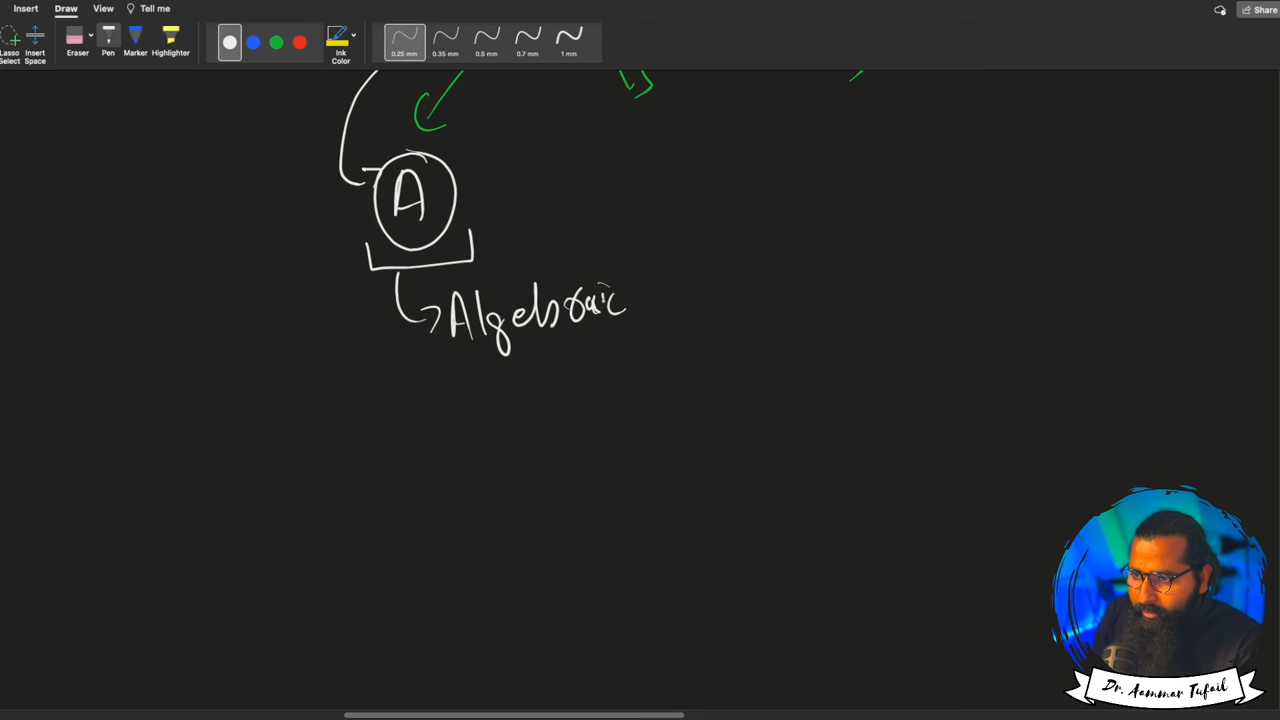 Insert Draw View Tell me
Share
Lasso Select
Insert Space
Eraser
Pen
Marker
Highlighter
Ink Color
0.25 mm
0.35 mm
0.5 mm
0.7 mm
1 mm
A
Algebraic
Dr. Aammar Tufail